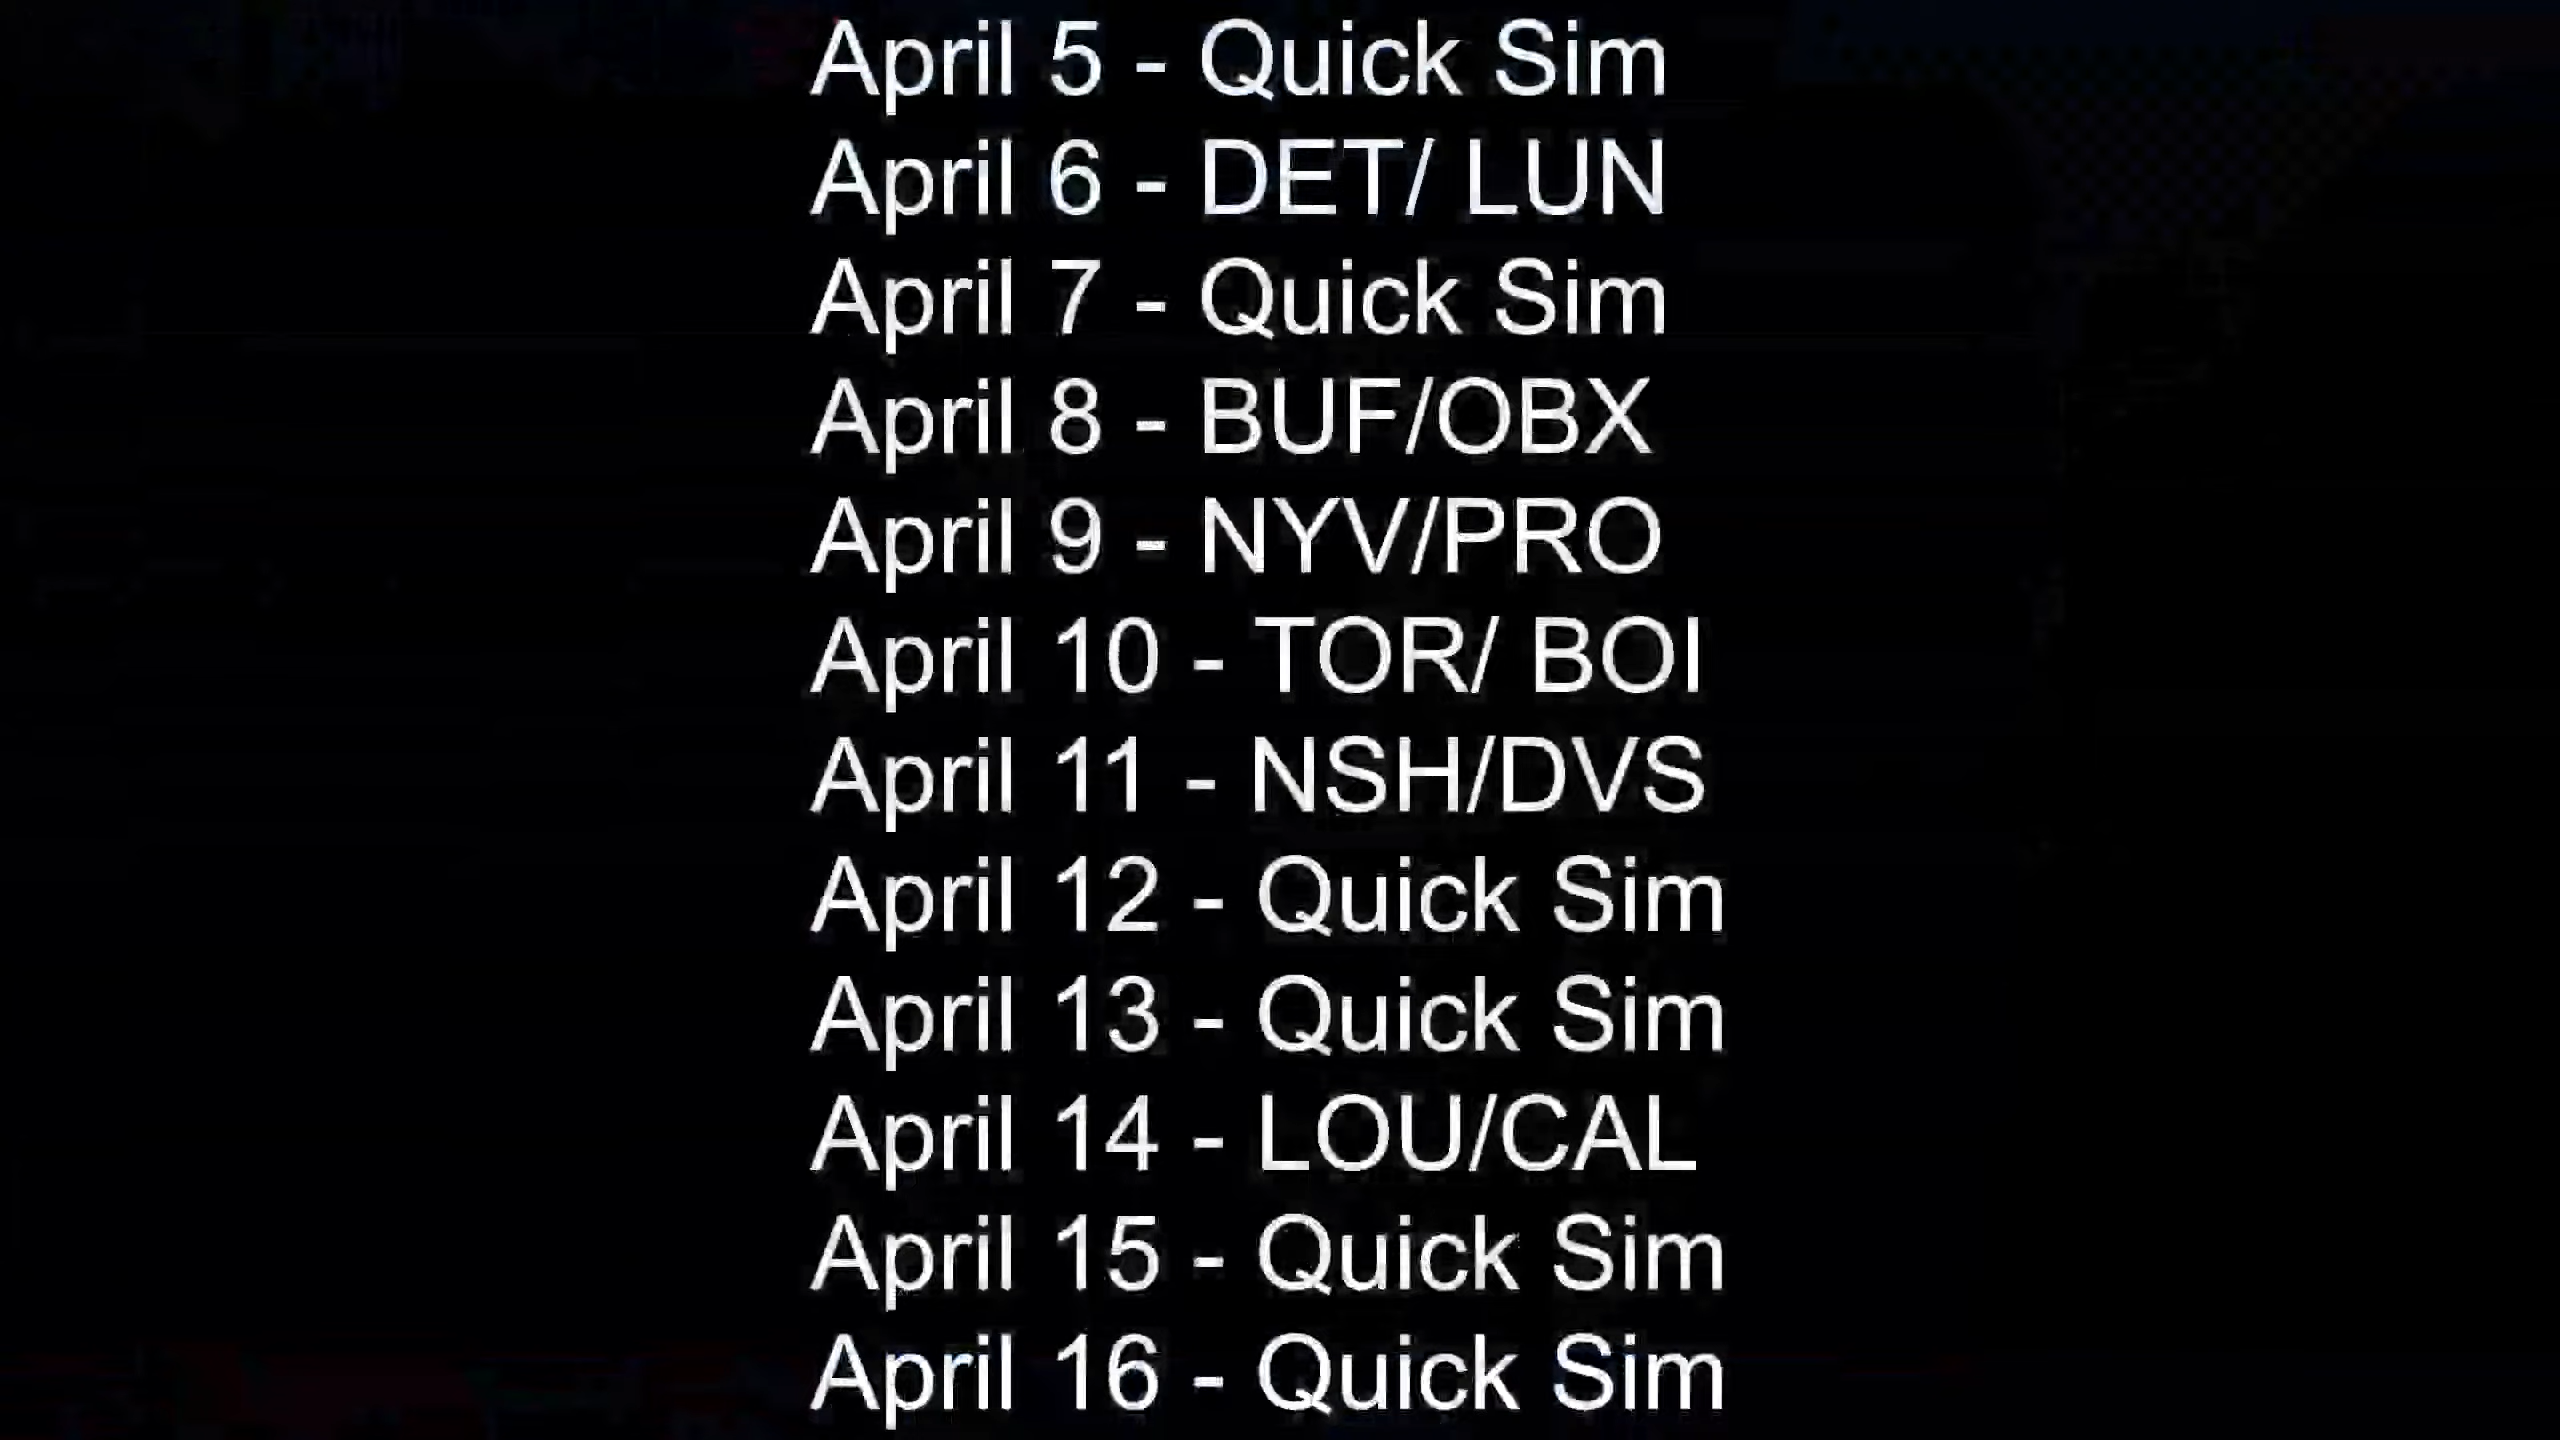 April 5 - Quick Sim
April 6 - DET/ LUN
April 7 - Quick Sim
April 8 - BUF/OBX
April 9 - NYV/PRO
April 10 - TOR/ BOI
April 11 - NSH/DVS
April 12 - Quick Sim
April 13 - Quick Sim
April 14 - LOU/CAL
April 15 - Quick Sim
April 16 - Quick Sim